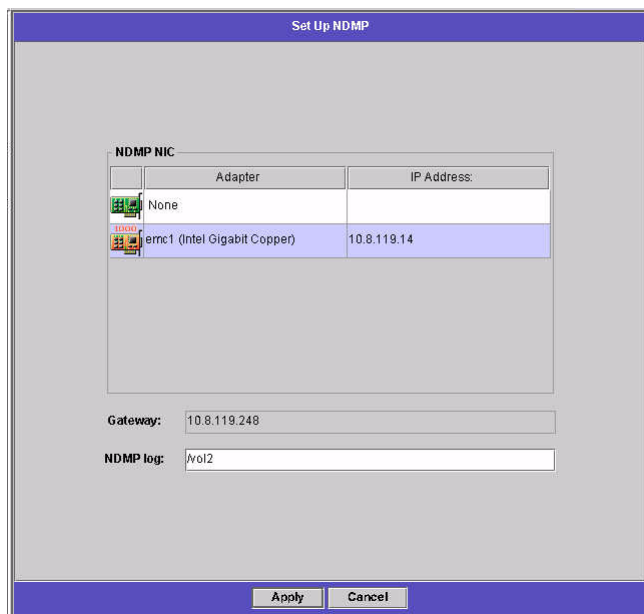 Set Up NDMP
NDMP NIC
Adapter IP Address:
None
1000
emc1 (Intel Gigabit Copper) 10.8.119.14
Gateway: 10.8.119.248
NDMP log: /vol2
Apply Cancel